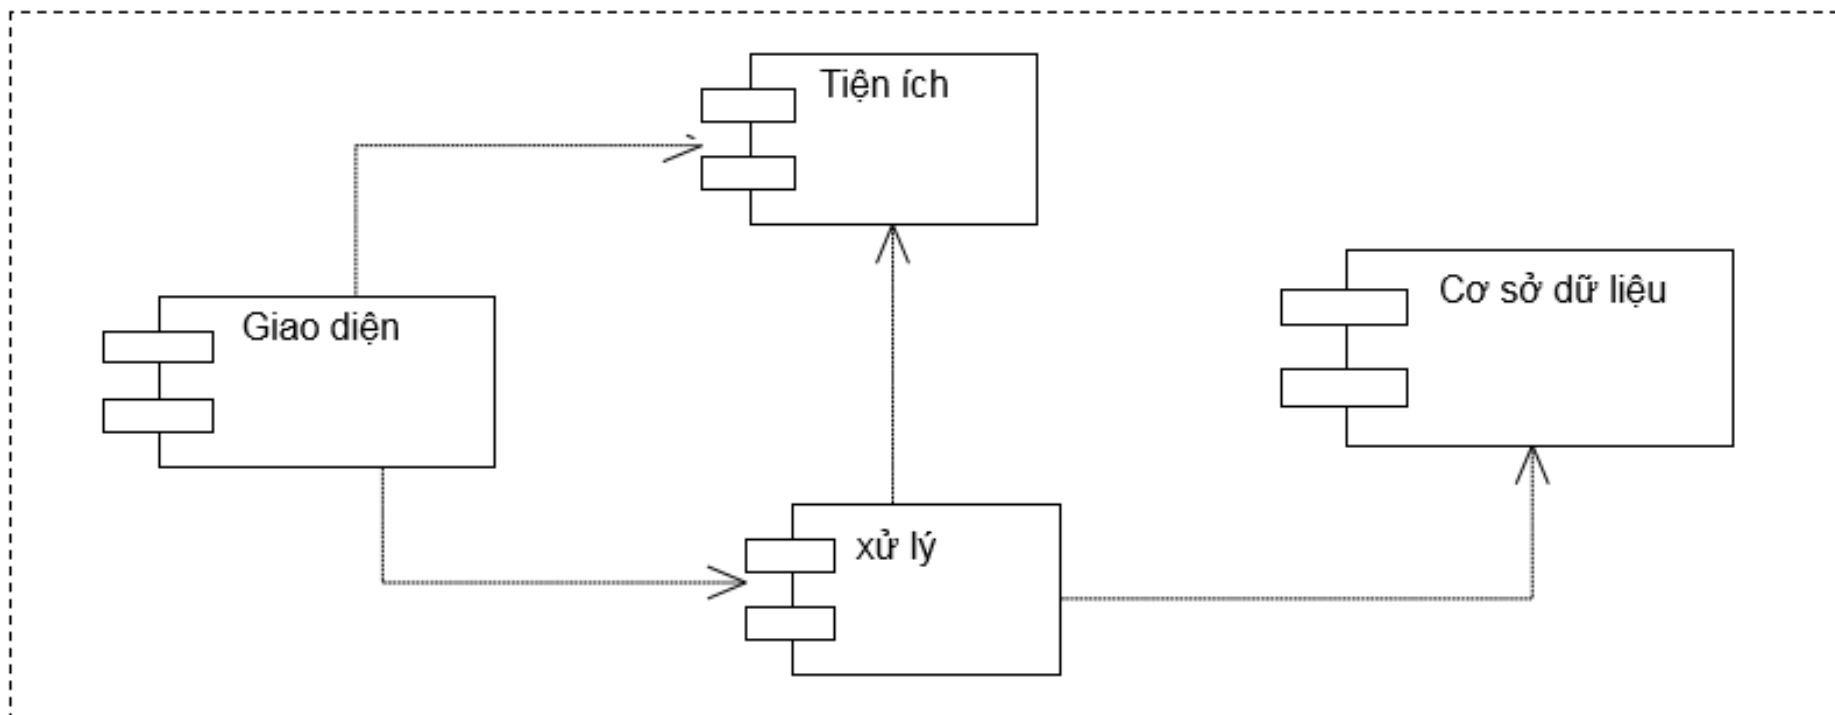 Tiện ích
Cơ sở dữ liệu
Giao diện
xử lý